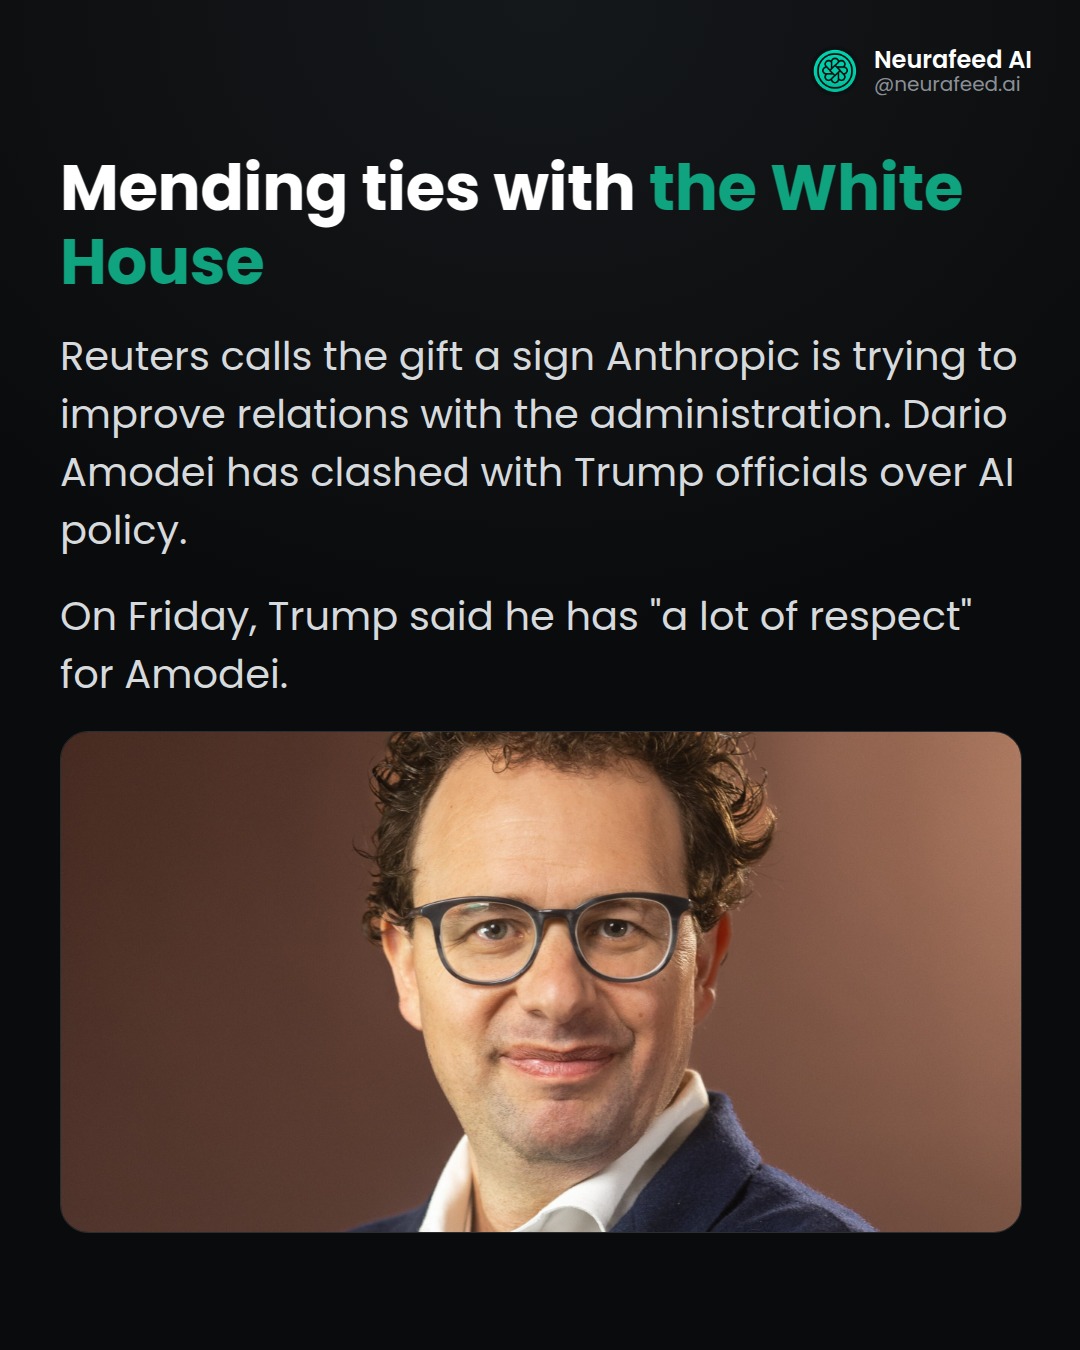 Neurafeed AI
@neurafeed.ai
Mending ties with the White
House
Reuters calls the gift a sign Anthropic is trying to
improve relations with the administration. Dario
Amodei has clashed with Trump officials over AI
policy.
On Friday, Trump said he has "a lot of respect"
for Amodei.